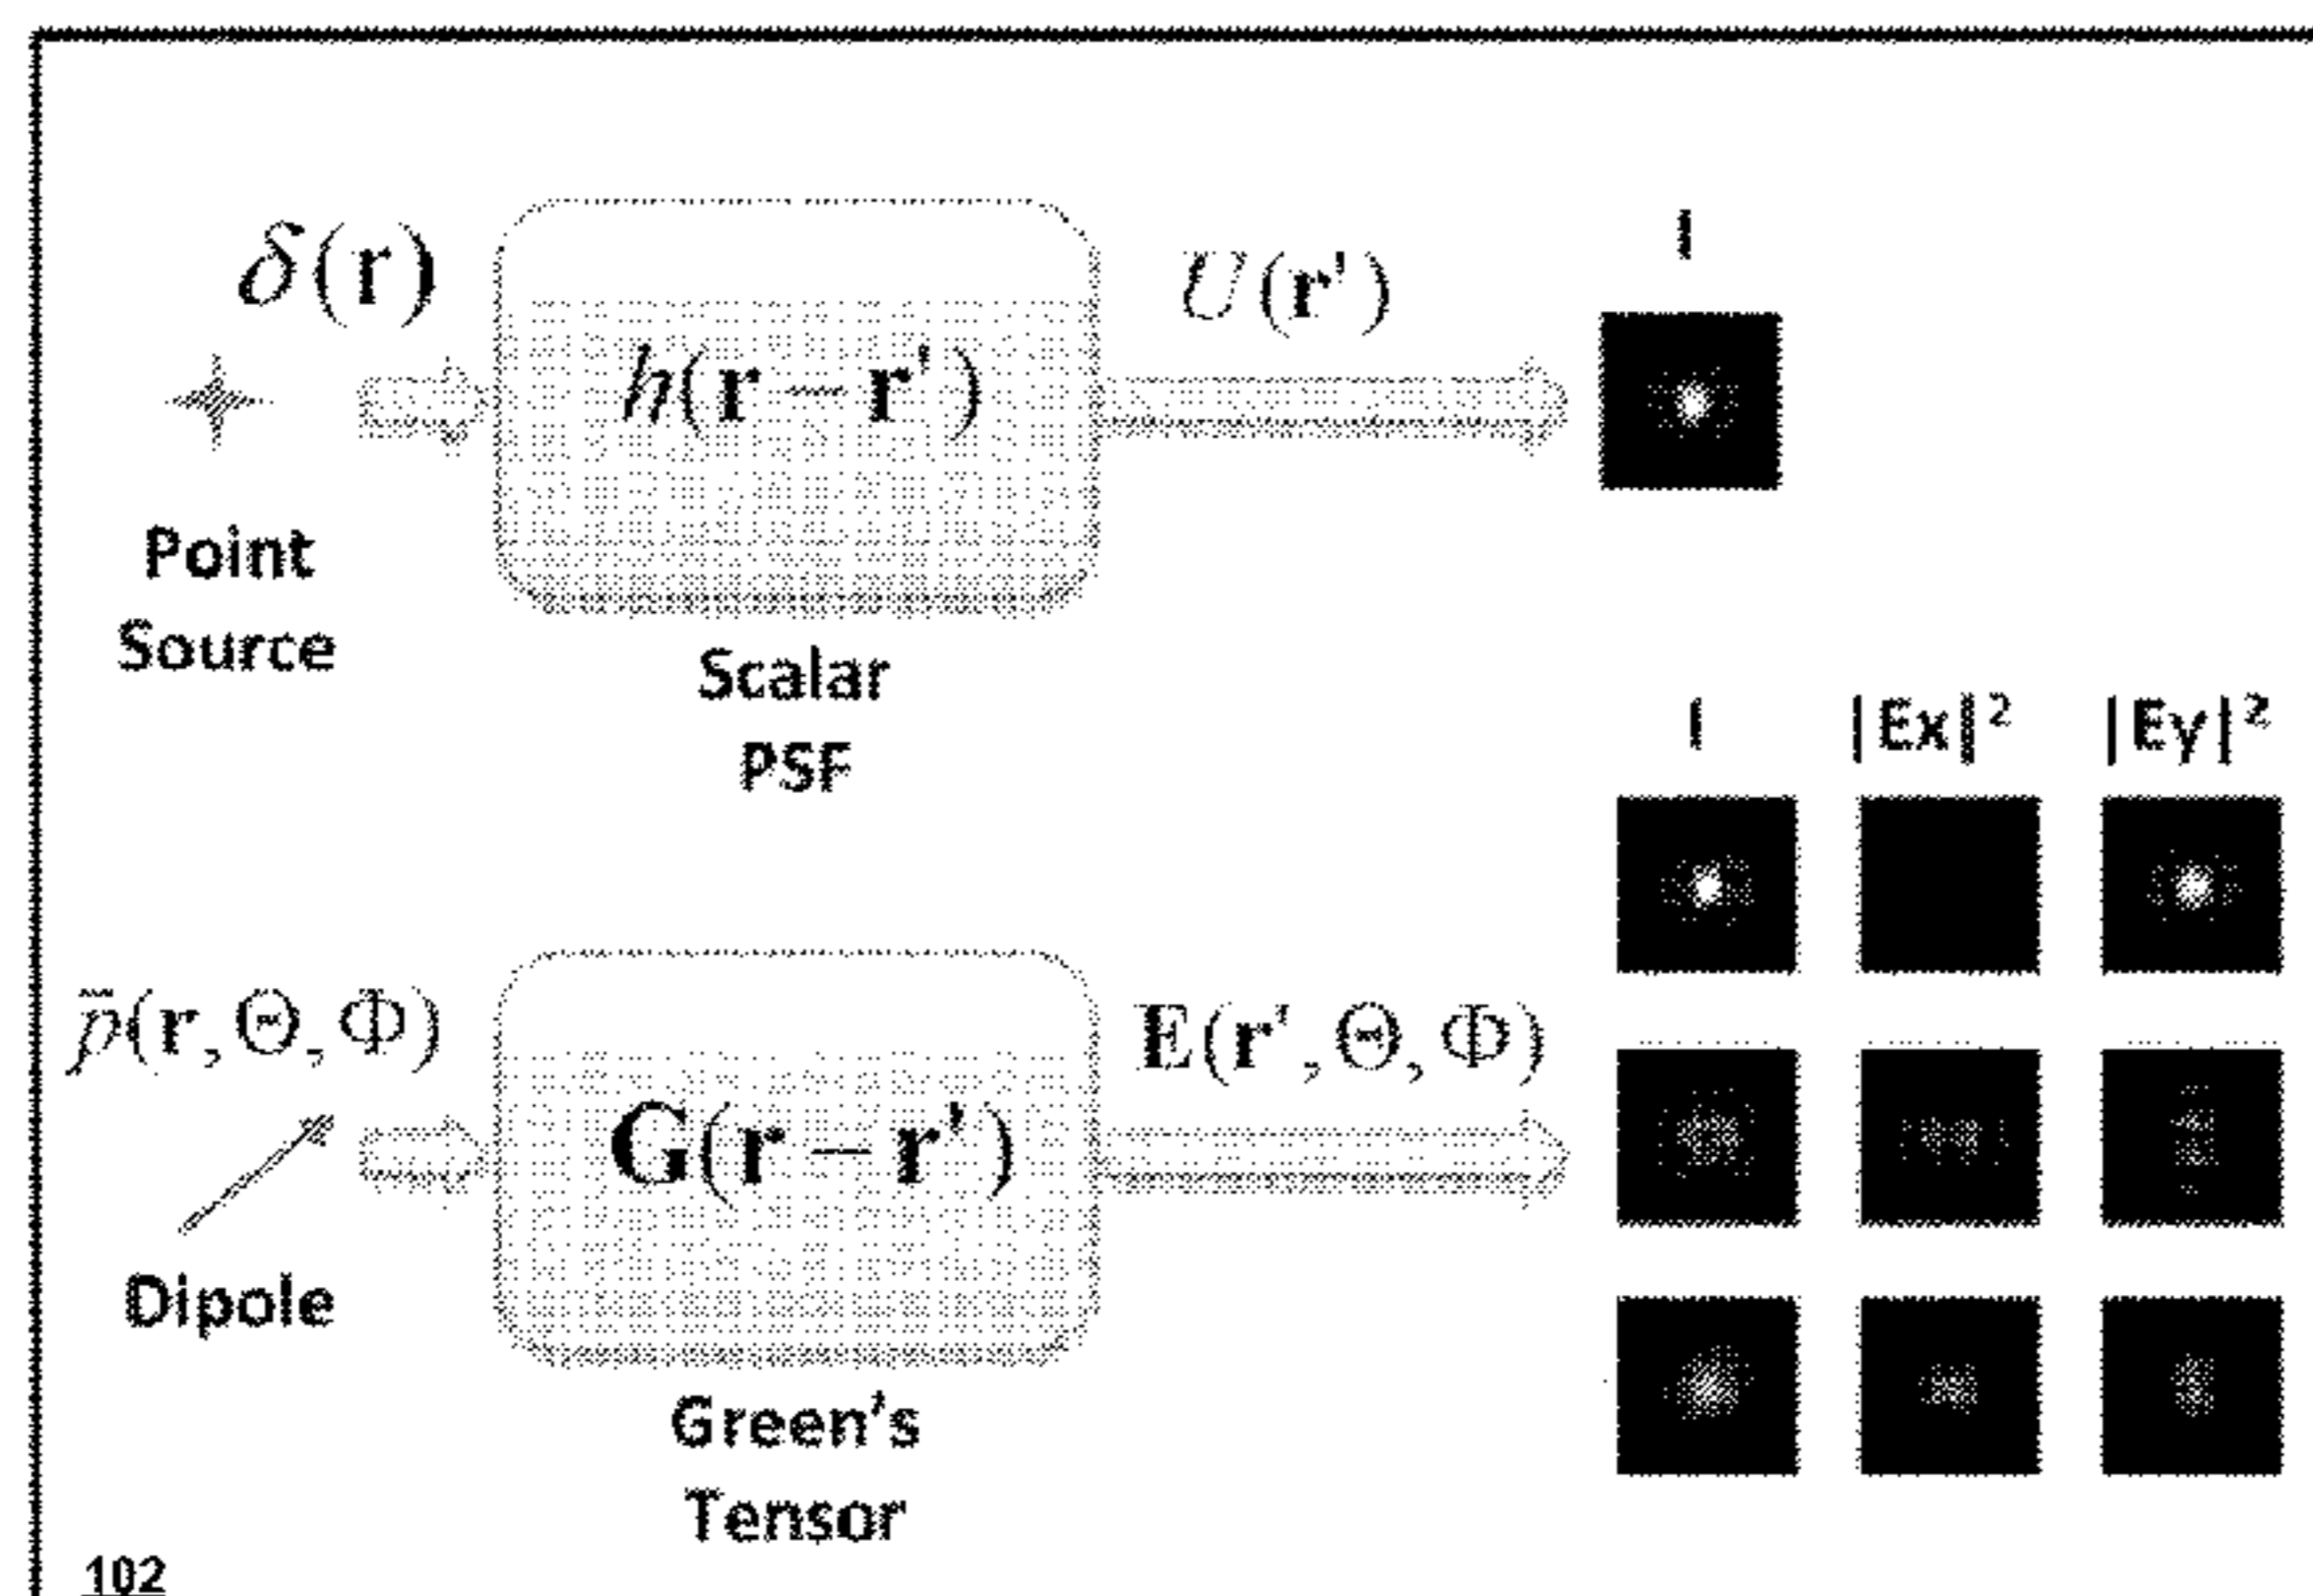 δ(r)
U(r')
I
h(r – r')
Point
Source
Scalar
PSF
I |Ex|² |Ey|²
p̄(r,Θ,Φ)
E(r',Θ,Φ)
G(r – r')
Dipole
Green's
Tensor
102